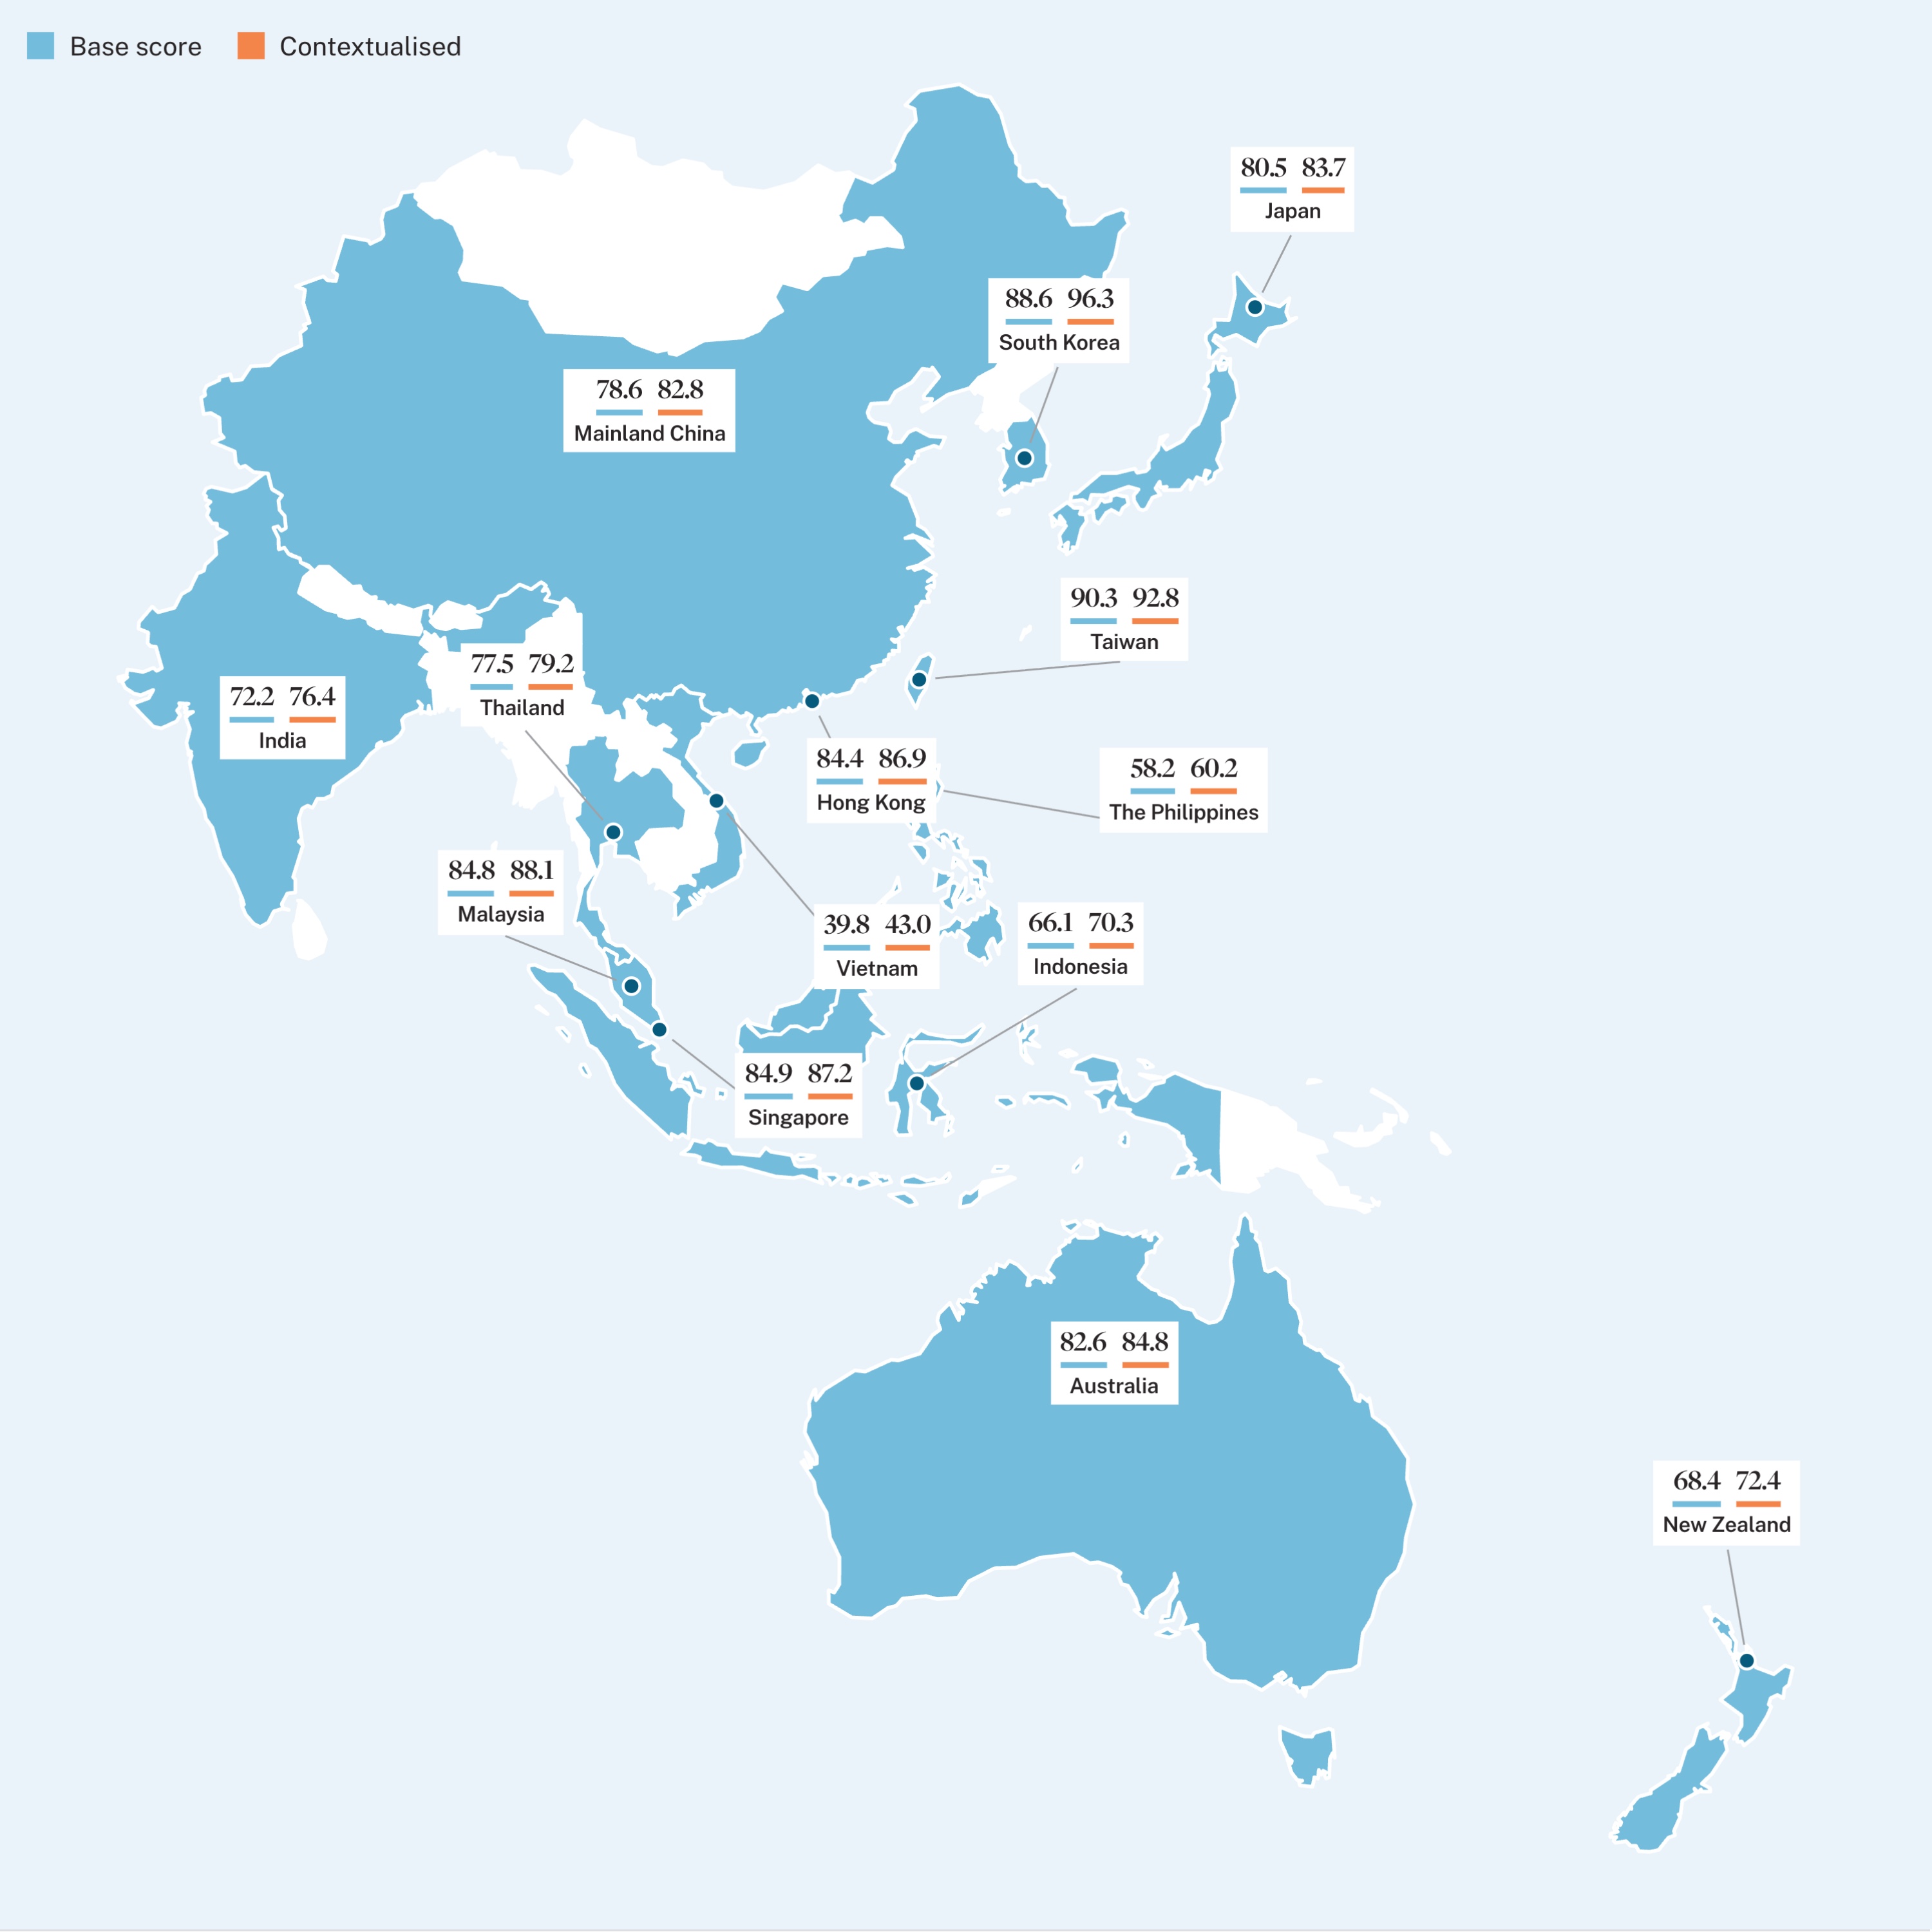 Base score Contextualised
80.5 83.7
Japan
88.6 96.3
South Korea
78.6 82.8
Mainland China
90.3 92.8
Taiwan
77.5 79.2
Thailand
72.2 76.4
India
84.4 86.9
Hong Kong
58.2 60.2
The Philippines
84.8 88.1
Malaysia
39.8 43.0
Vietnam
66.1 70.3
Indonesia
84.9 87.2
Singapore
82.6 84.8
Australia
68.4 72.4
New Zealand